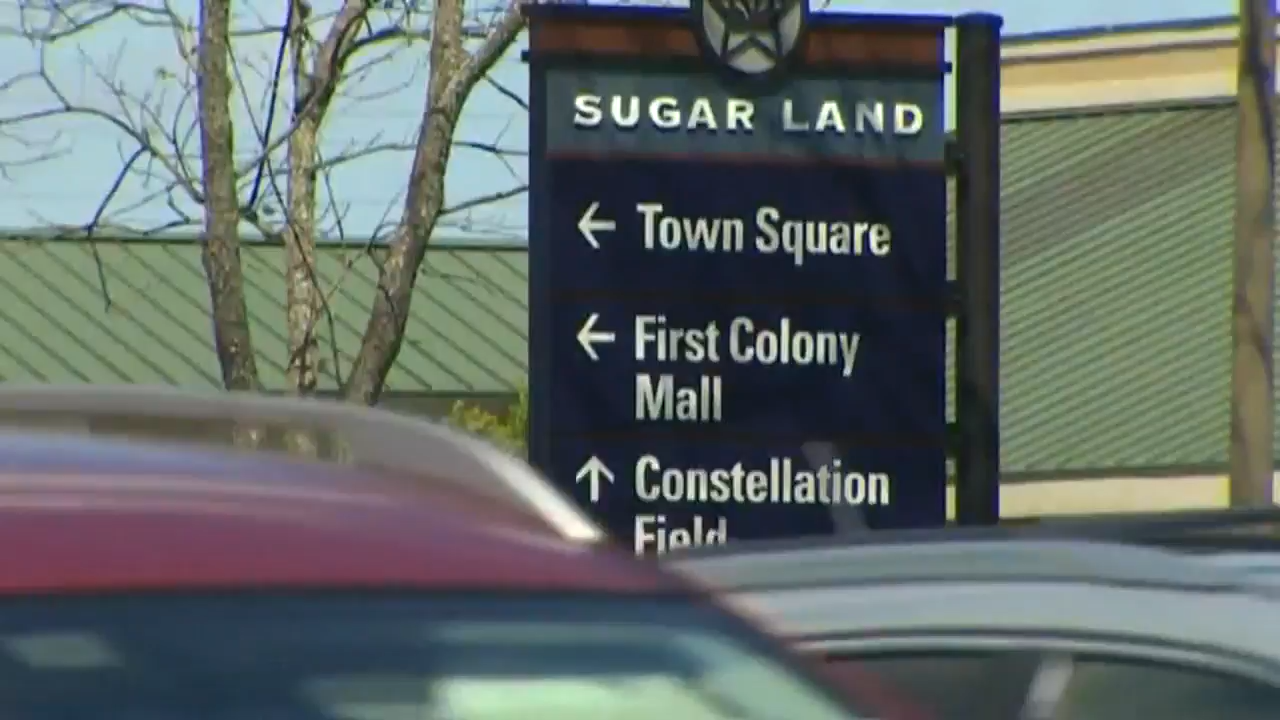 SUGAR LAND
← Town Square
← First Colony
Mall
↑ Constellation
Field